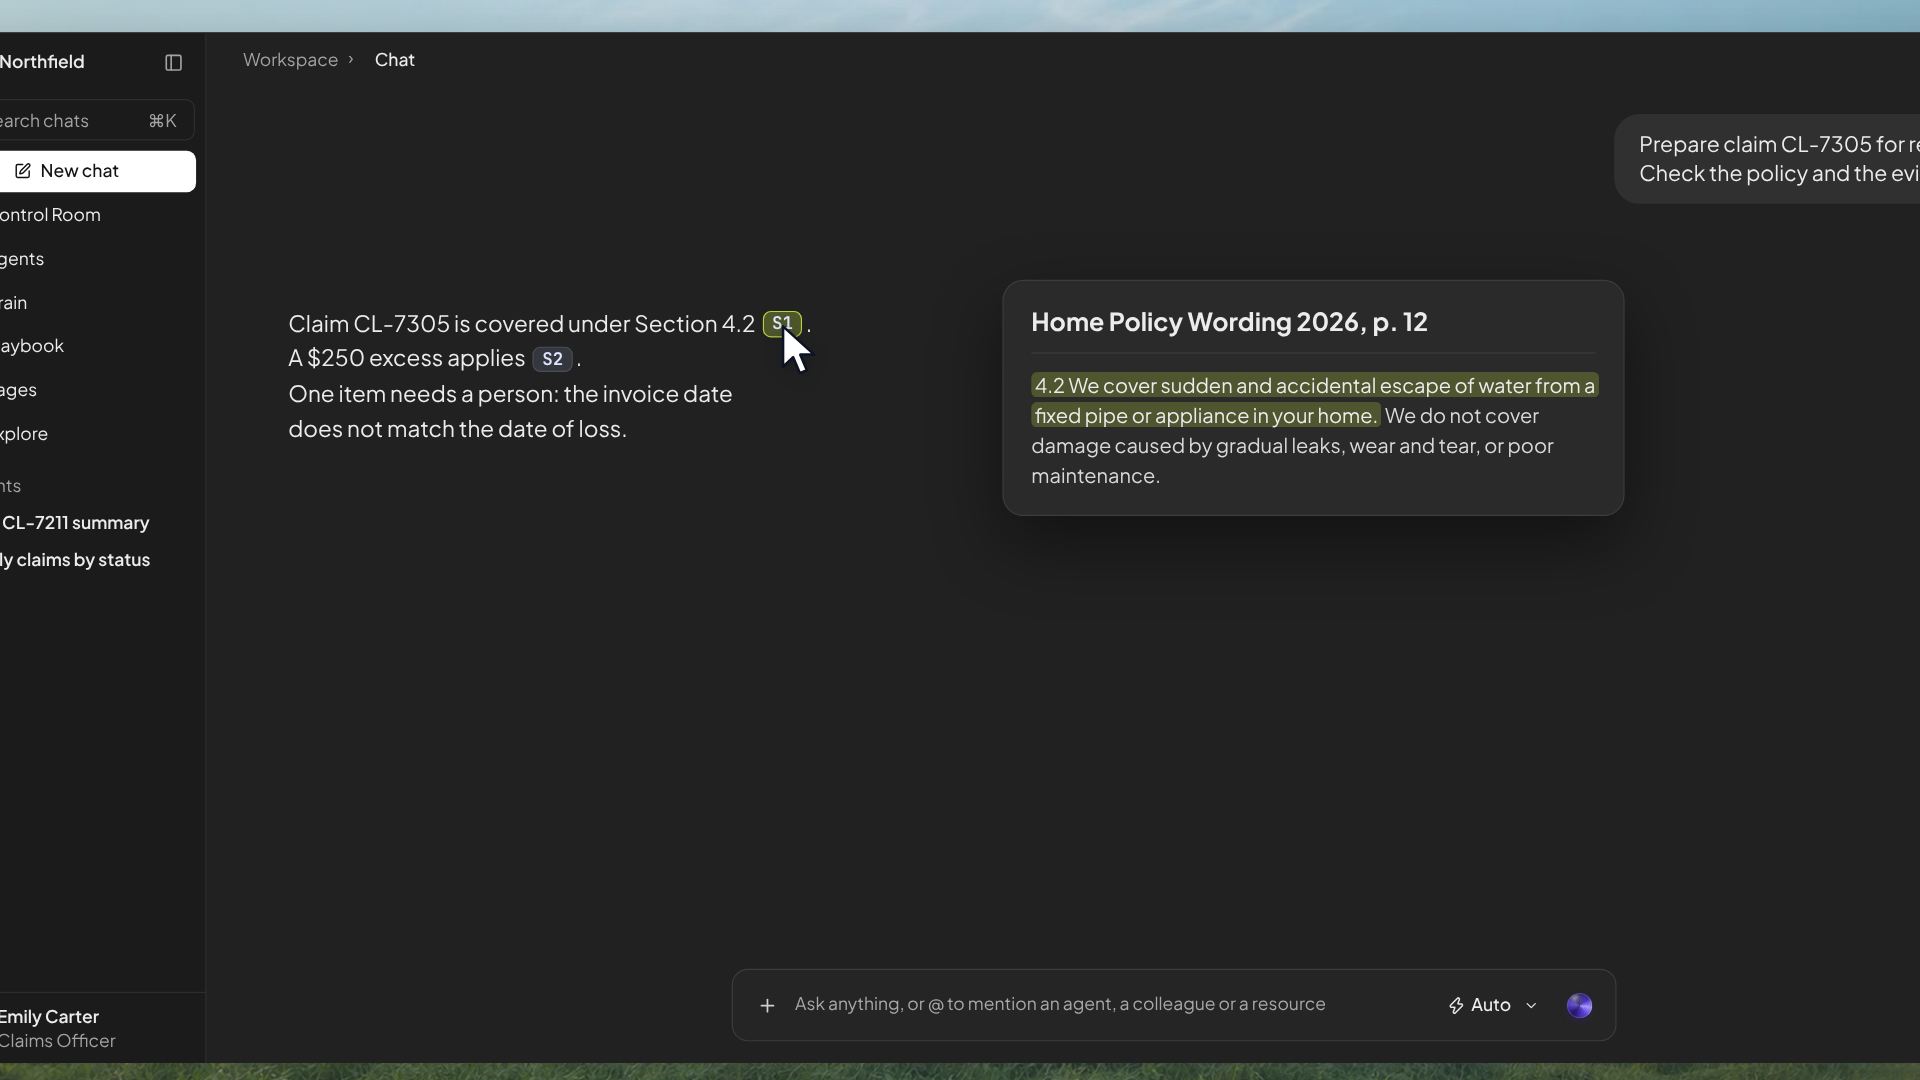 Northfield
earch chats ⌘K
New chat
ontrol Room
gents
rain
aybook
ages
xplore
nts
CL-7211 summary
ly claims by status
Emily Carter
Claims Officer
Workspace › Chat
Prepare claim CL-7305 for re
Check the policy and the evi
Claim CL-7305 is covered under Section 4.2 S1 .
A $250 excess applies S2 .
One item needs a person: the invoice date
does not match the date of loss.
Home Policy Wording 2026, p. 12
4.2 We cover sudden and accidental escape of water from a
fixed pipe or appliance in your home. We do not cover
damage caused by gradual leaks, wear and tear, or poor
maintenance.
Ask anything, or @ to mention an agent, a colleague or a resource
Auto